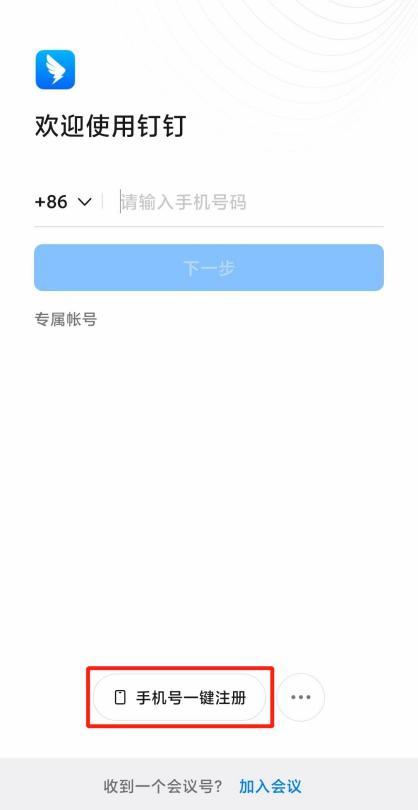 欢迎使用钉钉
+86 请输入手机号码
下一步
专属帐号
手机号一键注册
收到一个会议号? 加入会议